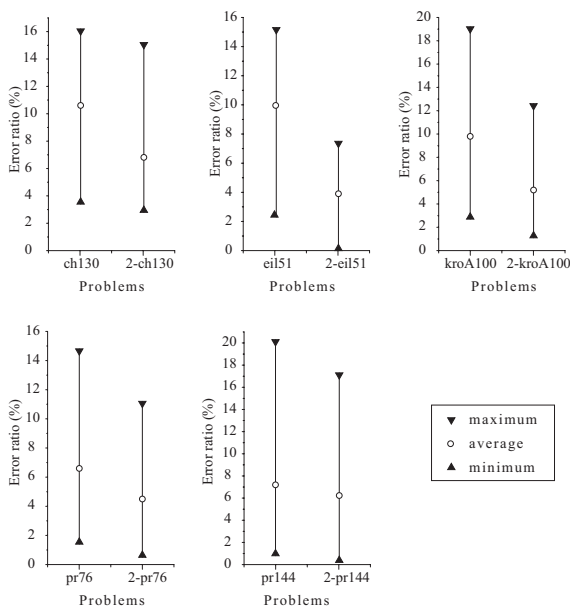 Error ratio (%)
16
14
12
10
8
6
4
2
0
ch130 2-ch130
Problems
Error ratio (%)
16
14
12
10
8
6
4
2
0
eil51 2-eil51
Problems
Error ratio (%)
20
18
16
14
12
10
8
6
4
2
0
kroA100 2-kroA100
Problems
Error ratio (%)
16
14
12
10
8
6
4
2
0
pr76 2-pr76
Problems
Error ratio (%)
20
18
16
14
12
10
8
6
4
2
0
pr144 2-pr144
Problems
maximum
average
minimum